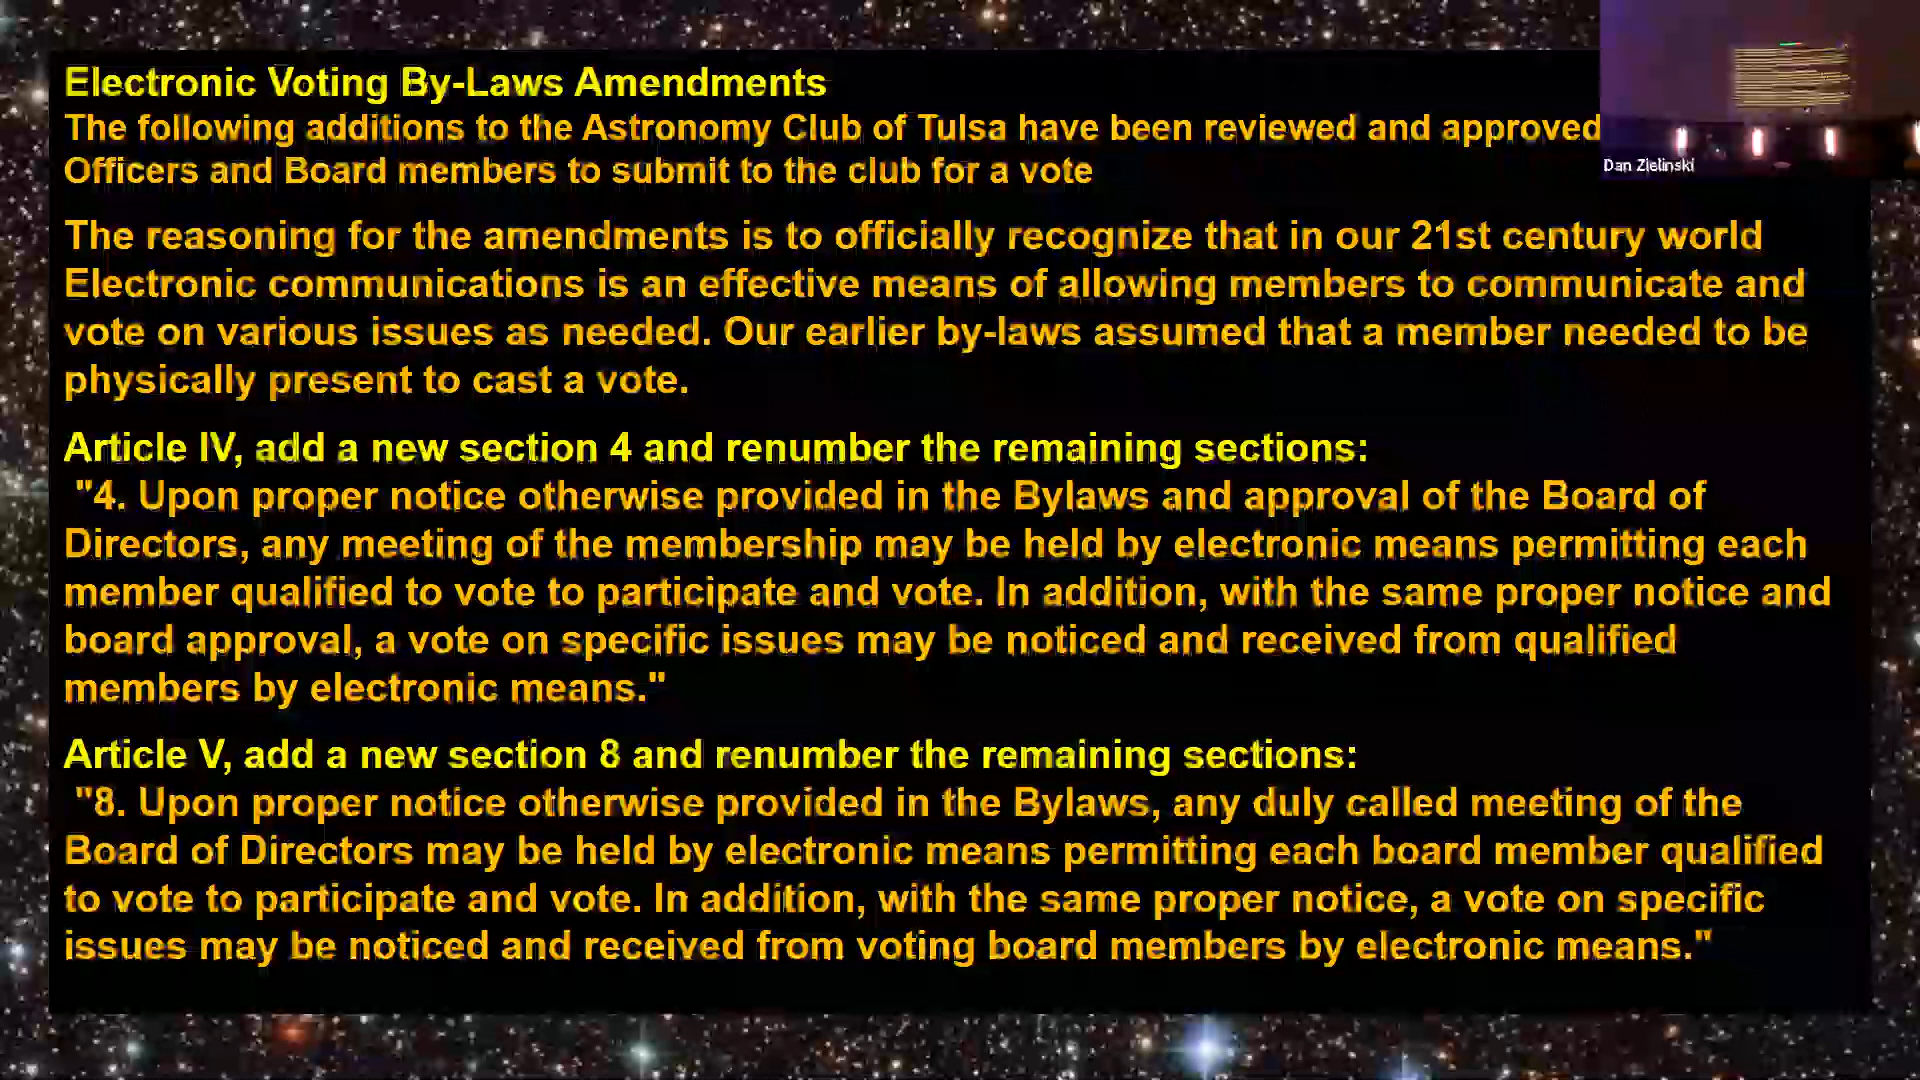 Electronic Voting By-Laws Amendments
The following additions to the Astronomy Club of Tulsa have been reviewed and approved
Officers and Board members to submit to the club for a vote
Dan Zielinski
The reasoning for the amendments is to officially recognize that in our 21st century world
Electronic communications is an effective means of allowing members to communicate and
vote on various issues as needed. Our earlier by-laws assumed that a member needed to be
physically present to cast a vote.
Article IV, add a new section 4 and renumber the remaining sections:
"4. Upon proper notice otherwise provided in the Bylaws and approval of the Board of
Directors, any meeting of the membership may be held by electronic means permitting each
member qualified to vote to participate and vote. In addition, with the same proper notice and
board approval, a vote on specific issues may be noticed and received from qualified
members by electronic means."
Article V, add a new section 8 and renumber the remaining sections:
"8. Upon proper notice otherwise provided in the Bylaws, any duly called meeting of the
Board of Directors may be held by electronic means permitting each board member qualified
to vote to participate and vote. In addition, with the same proper notice, a vote on specific
issues may be noticed and received from voting board members by electronic means."